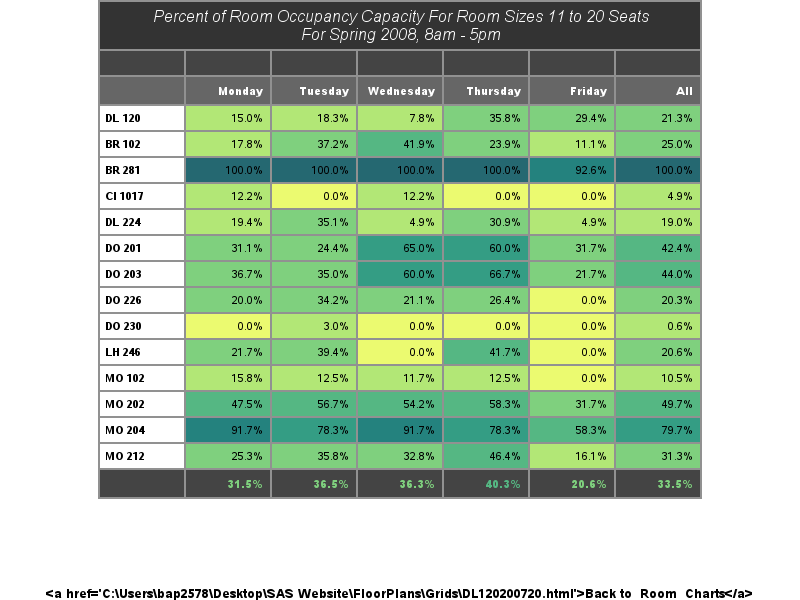 Percent of Room Occupancy Capacity For Room Sizes 11 to 20 Seats
For Spring 2008, 8am - 5pm
Monday Tuesday Wednesday Thursday Friday All
DL 120 15.0% 18.3% 7.8% 35.8% 29.4% 21.3%
BR 102 17.8% 37.2% 41.9% 23.9% 11.1% 25.0%
BR 281 100.0% 100.0% 100.0% 100.0% 92.6% 100.0%
CI 1017 12.2% 0.0% 12.2% 0.0% 0.0% 4.9%
DL 224 19.4% 35.1% 4.9% 30.9% 4.9% 19.0%
DO 201 31.1% 24.4% 65.0% 60.0% 31.7% 42.4%
DO 203 36.7% 35.0% 60.0% 66.7% 21.7% 44.0%
DO 226 20.0% 34.2% 21.1% 26.4% 0.0% 20.3%
DO 230 0.0% 3.0% 0.0% 0.0% 0.0% 0.6%
LH 246 21.7% 39.4% 0.0% 41.7% 0.0% 20.6%
MO 102 15.8% 12.5% 11.7% 12.5% 0.0% 10.5%
MO 202 47.5% 56.7% 54.2% 58.3% 31.7% 49.7%
MO 204 91.7% 78.3% 91.7% 78.3% 58.3% 79.7%
MO 212 25.3% 35.8% 32.8% 46.4% 16.1% 31.3%
31.5% 36.5% 36.3% 40.3% 20.6% 33.5%
<a href='C:\Users\bap2578\Desktop\SAS Website\FloorPlans\Grids\DL120200720.html'>Back to Room Charts</a>